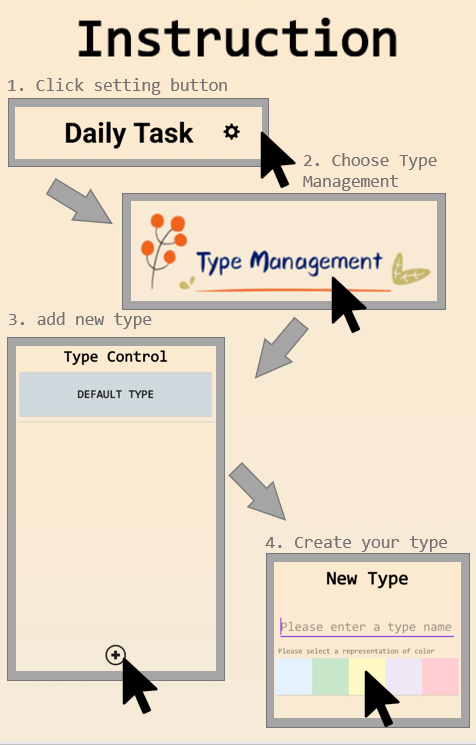 Instruction
1. Click setting button
Daily Task
2. Choose Type
Management
Type Management
3. add new type
Type Control
DEFAULT TYPE
4. Create your type
New Type
Please enter a type name
Please select a representation of color